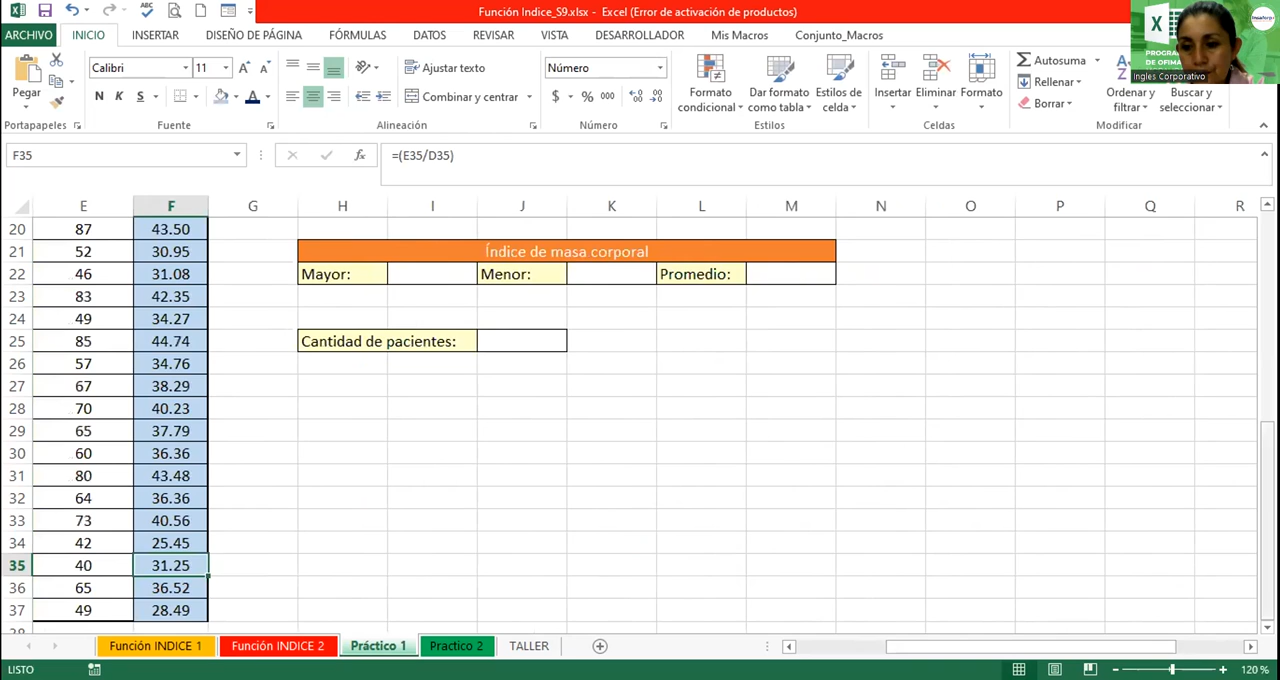 Función Indice_S9.xlsx - Excel (Error de activación de productos)
ARCHIVO INICIO INSERTAR DISEÑO DE PÁGINA FÓRMULAS DATOS REVISAR VISTA DESARROLLADOR Mis Macros Conjunto_Macros
Ingles Corporativo
Pegar
Calibri 11
N K S
Ajustar texto
Combinar y centrar
Número
$ % 000
Formato condicional
Dar formato como tabla
Estilos de celda
Insertar Eliminar Formato
Autosuma
Rellenar
Borrar
Ordenar y filtrar
Buscar y seleccionar
Portapapeles Fuente Alineación Número Estilos Celdas Modificar
F35 fx =(E35/D35)
E F G H I J K L M N O P Q R
20 87 43.50
21 52 30.95 Índice de masa corporal
22 46 31.08 Mayor: Menor: Promedio:
23 83 42.35
24 49 34.27
25 85 44.74 Cantidad de pacientes:
26 57 34.76
27 67 38.29
28 70 40.23
29 65 37.79
30 60 36.36
31 80 43.48
32 64 36.36
33 73 40.56
34 42 25.45
35 40 31.25
36 65 36.52
37 49 28.49
Función INDICE 1 Función INDICE 2 Práctico 1 Practico 2 TALLER
LISTO 120 %